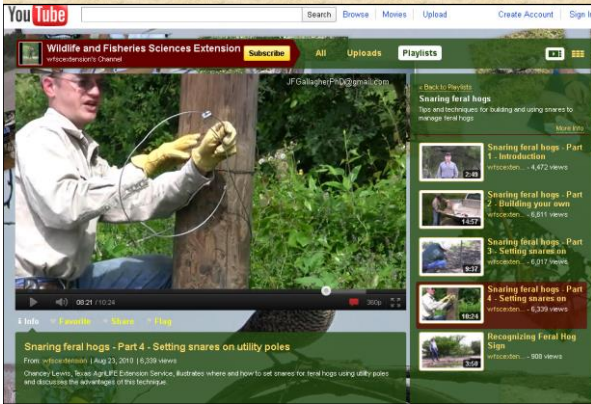 YouTube Search Browse Movies Upload Create Account Sign In
Wildlife and Fisheries Sciences Extension Subscribe All Uploads Playlists
wfscextension's Channel
JFGallagherPhD@gmail.com
« Back to Playlists
Snaring feral hogs
Tips and techniques for building and using snares to
manage feral hogs
More Info
Snaring feral hogs - Part
1 - Introduction
wfscexten... - 4,472 views
2:49
Snaring feral hogs - Part
2 - Building your own
wfscexten... - 6,811 views
14:57
Snaring feral hogs - Part
3 - Setting snares on
wfscexten... - 6,017 views
9:37
Snaring feral hogs - Part
4 - Setting snares on
wfscexten... - 6,339 views
10:24
Recognizing Feral Hog
Sign
wfscexten... - 908 views
3:58
08:21 / 10:24 360p
Info Favorite Share Flag
Snaring feral hogs - Part 4 - Setting snares on utility poles
From: wfscextension | Aug 23, 2010 | 6,339 views
Chancey Lewis, Texas AgriLIFE Extension Service, illustrates where and how to set snares for feral hogs using utility poles
and discusses the advantages of this technique.